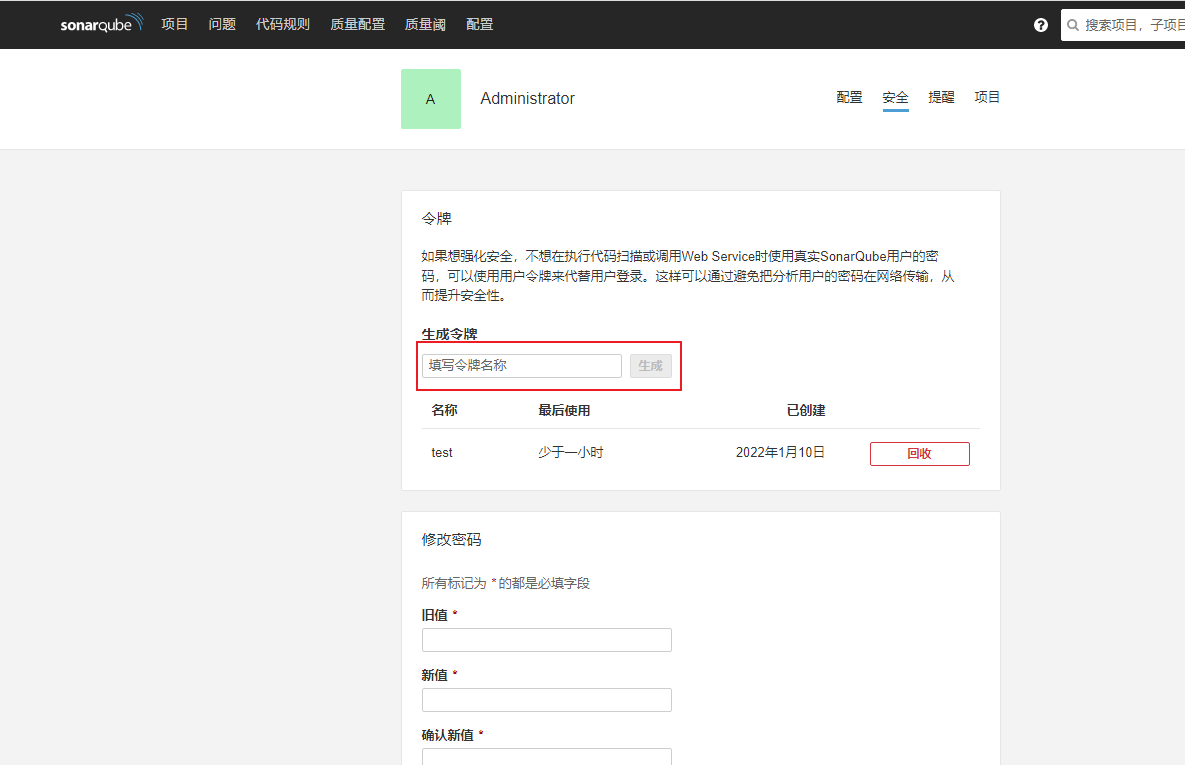 sonarqube 项目 问题 代码规则 质量配置 质量阈 配置 ? 搜索项目，子项目
A Administrator 配置 安全 提醒 项目
令牌
如果想强化安全，不想在执行代码扫描或调用Web Service时使用真实SonarQube用户的密
码，可以使用用户令牌来代替用户登录。这样可以通过避免把分析用户的密码在网络传输，从
而提升安全性。
生成令牌
填写令牌名称 生成
名称 最后使用 已创建
test 少于一小时 2022年1月10日 回收
修改密码
所有标记为 * 的都是必填字段
旧值 *
新值 *
确认新值 *